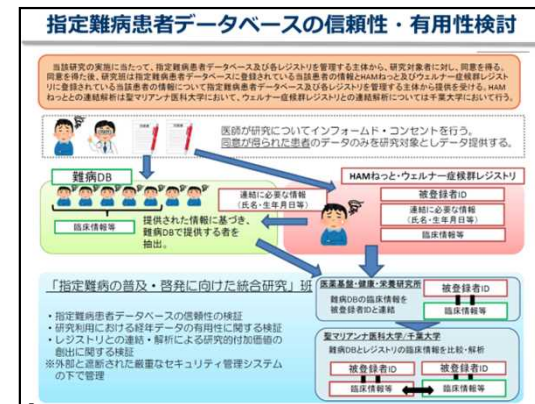 指定難病患者データベースの信頼性・有用性検討
当該研究の実施に当たって、指定難病患者データベース及び各レジストリを管理する主体から、研究対象者に対し、同意を得る。
同意を得た後、研究班は指定難病患者データベースに登録されている当該患者の情報とHAMねっと及びウェルナー症候群レジスト
リに登録されている当該患者の情報について指定難病患者データベース及び各レジストリを管理する主体から提供を受ける。HAM
ねっととの連結解析は聖マリアンナ医科大学において、ウェルナー症候群レジストリとの連結解析については千葉大学において行う。
医師が研究についてインフォームド・コンセントを行う。
同意が得られた患者のデータのみを研究対象としデータ提供する。
難病DB
臨床情報等
提供された情報に基づき、
難病DBで提供する者を
抽出。
連結に必要な情報
(氏名・生年月日等)
HAMねっと・ウェルナー症候群レジストリ
被登録者ID
連結に必要な情報
(氏名・生年月日等)
臨床情報等
「指定難病の普及・啓発に向けた統合研究」班
・指定難病患者データベースの信頼性の検証
・研究利用における経年データの有用性に関する検証
・レジストリとの連結・解析による研究的付加価値の
創出に関する検証
※外部と遮断された厳重なセキュリティ管理システム
の下で管理
医薬基盤・健康・栄養研究所
難病DBの臨床情報を
被登録者IDと連結
被登録者ID
臨床情報等
聖マリアンナ医科大学/千葉大学
難病DBとレジストリの臨床情報を比較・解析
被登録者ID
臨床情報等
被登録者ID
臨床情報等